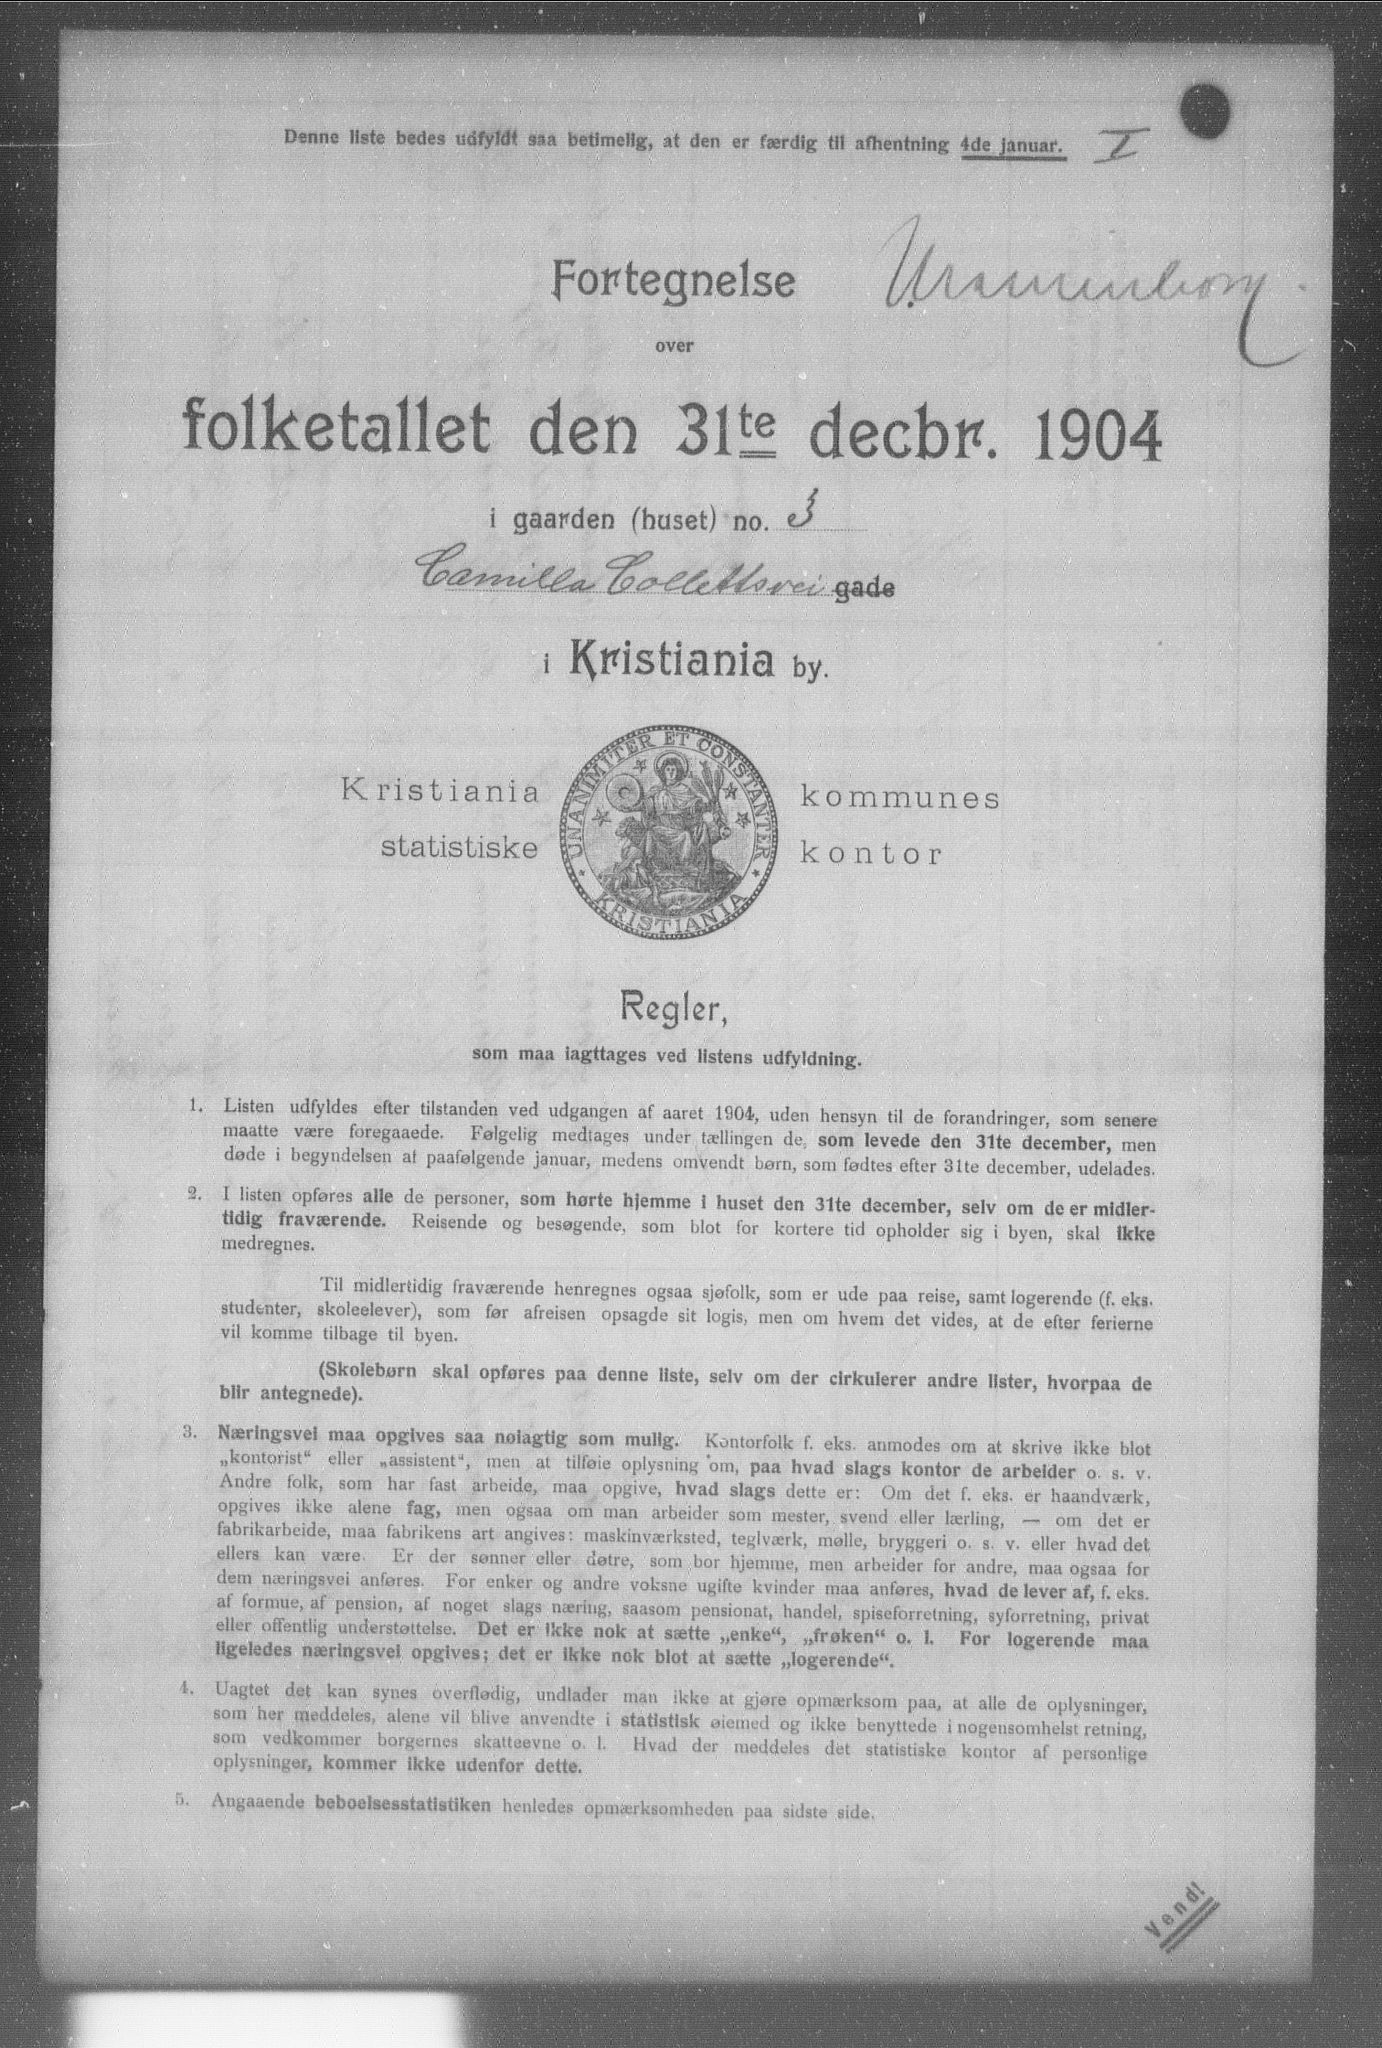 Denne liste bedes udfyldt saa betimelig, at den er færdig til afhentning 4de januar.
I
Fortegnelse
Uranienborg.
over
folketallet den 31te decbr. 1904
i gaarden (huset) no. 3
Camilla Collettsvei gade
i Kristiania by.
Kristiania kommunes
statistiske kontor
UNANIMITER ET CONSTANTER
KRISTIANIA
Regler,
som maa iagttages ved listens udfyldning.
1. Listen udfyldes efter tilstanden ved udgangen af aaret 1904, uden hensyn til de forandringer, som senere
maatte være foregaaede. Følgelig medtages under tællingen de, som levede den 31te december, men
døde i begyndelsen af paafølgende januar, medens omvendt børn, som fødtes efter 31te december, udelades.
2. I listen opføres alle de personer, som hørte hjemme i huset den 31te december, selv om de er midler-
tidig fraværende. Reisende og besøgende, som blot for kortere tid opholder sig i byen, skal ikke
medregnes.
Til midlertidig fraværende henregnes ogsaa sjøfolk, som er ude paa reise, samt logerende (f. eks.
studenter, skoleelever), som før afreisen opsagde sit logis, men om hvem det vides, at de efter ferierne
vil komme tilbage til byen.
(Skolebørn skal opføres paa denne liste, selv om der cirkulerer andre lister, hvorpaa de
blir antegnede).
3. Næringsvei maa opgives saa nøiagtig som mulig. Kontorfolk f. eks. anmodes om at skrive ikke blot
„kontorist“ eller „assistent“, men at tilføie oplysning om, paa hvad slags kontor de arbeider o. s. v.
Andre folk, som har fast arbeide, maa opgive, hvad slags dette er: Om det f. eks. er haandværk,
opgives ikke alene fag, men ogsaa om man arbeider som mester, svend eller lærling, — om det er
fabrikarbeide, maa fabrikens art angives: maskinværksted, teglværk, mølle, bryggeri o. s. v. eller hvad det
ellers kan være. Er der sønner eller døtre, som bor hjemme, men arbeider for andre, maa ogsaa for
dem næringsvei anføres. For enker og andre voksne ugifte kvinder maa anføres, hvad de lever af, f. eks.
af formue, af pension, af noget slags næring, saasom pensionat, handel, spiseforretning, syforretning, privat
eller offentlig understøttelse. Det er ikke nok at sætte „enke“, „frøken“ o. l. For logerende maa
ligeledes næringsvei opgives; det er ikke nok blot at sætte „logerende“.
4. Uagtet det kan synes overflødig, undlader man ikke at gjøre opmærksom paa, at alle de oplysninger,
som her meddeles, alene vil blive anvendte i statistisk øiemed og ikke benyttede i nogensomhelst retning,
som vedkommer borgernes skatteevne o. l. Hvad der meddeles det statistiske kontor af personlige
oplysninger, kommer ikke udenfor dette.
5. Angaaende beboelsesstatistiken henledes opmærksomheden paa sidste side.
Vend!